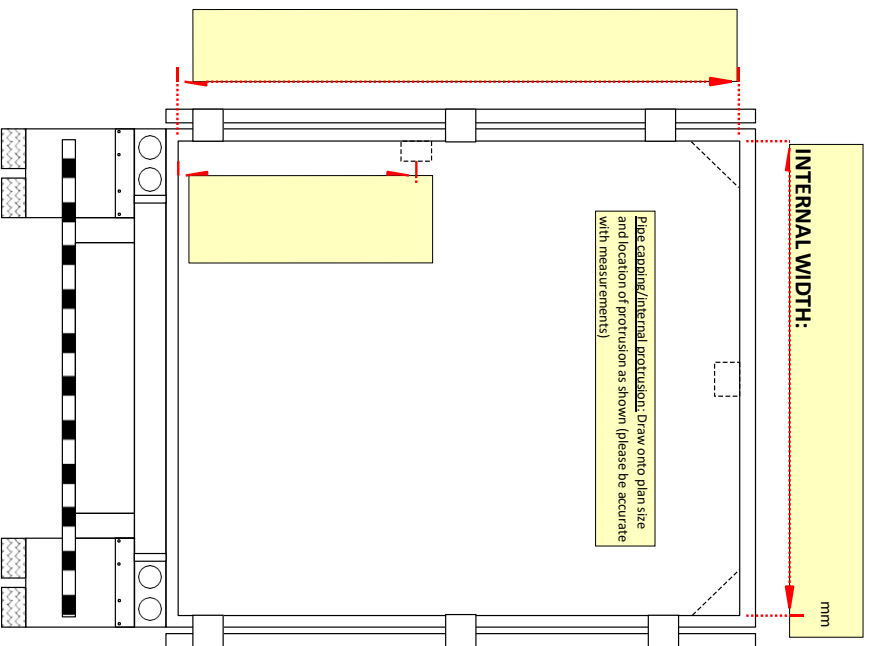 INTERNAL WIDTH:
mm
Pipe capping/internal protrusion: Draw onto plan size
and location of protrusion as shown (please be accurate
with measurements)